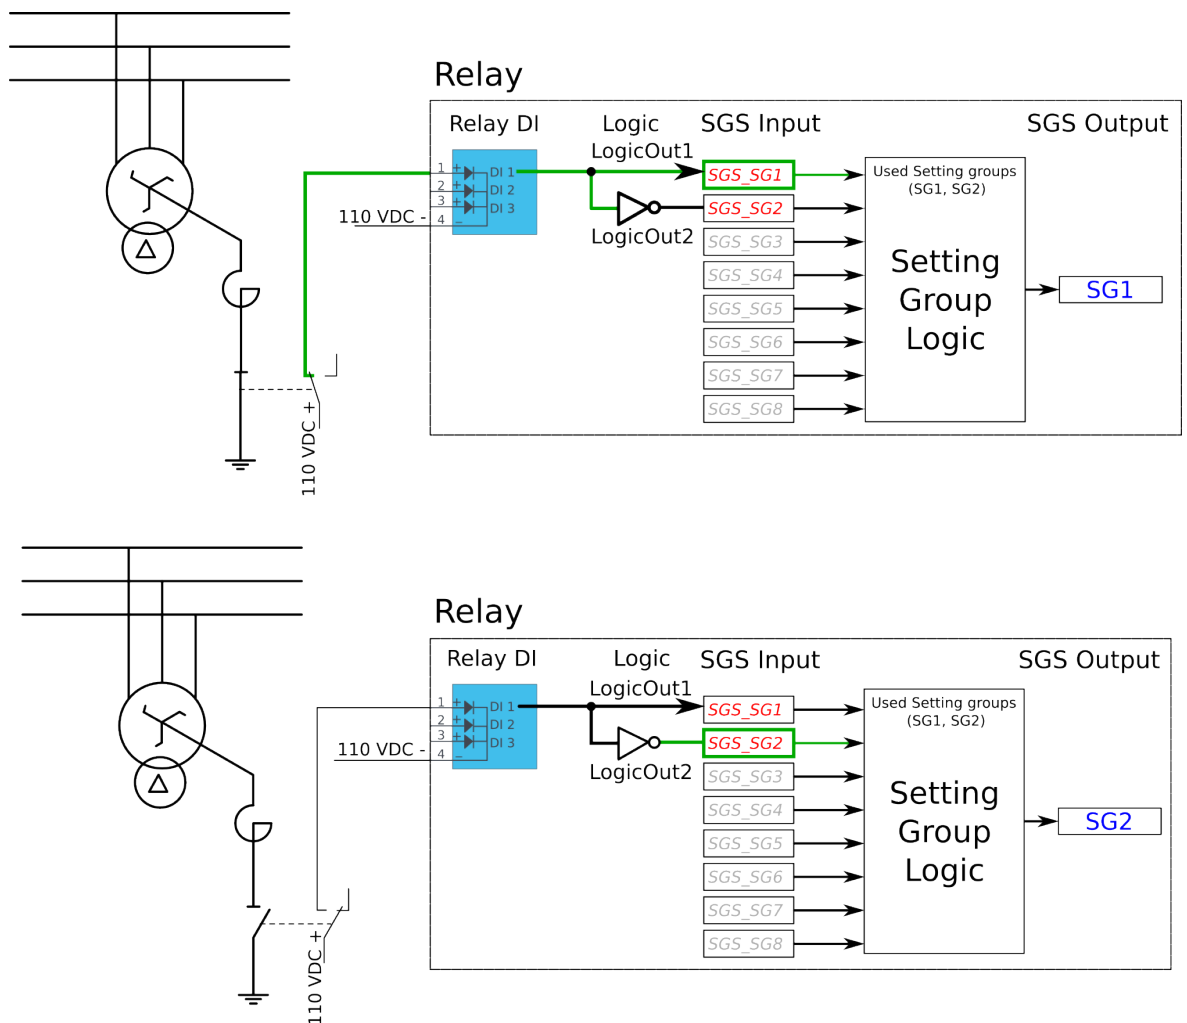 Relay
Relay DI
Logic
SGS Input
SGS Output
LogicOut1
1 +
DI 1
2 +
DI 2
3 +
DI 3
4 −
110 VDC -
LogicOut2
SGS_SG1
SGS_SG2
SGS_SG3
SGS_SG4
SGS_SG5
SGS_SG6
SGS_SG7
SGS_SG8
Used Setting groups
(SG1, SG2)
Setting
Group
Logic
SG1
Δ
110 VDC +
Relay
Relay DI
Logic
SGS Input
SGS Output
LogicOut1
1 +
DI 1
2 +
DI 2
3 +
DI 3
4 −
110 VDC -
LogicOut2
SGS_SG1
SGS_SG2
SGS_SG3
SGS_SG4
SGS_SG5
SGS_SG6
SGS_SG7
SGS_SG8
Used Setting groups
(SG1, SG2)
Setting
Group
Logic
SG2
Δ
110 VDC +